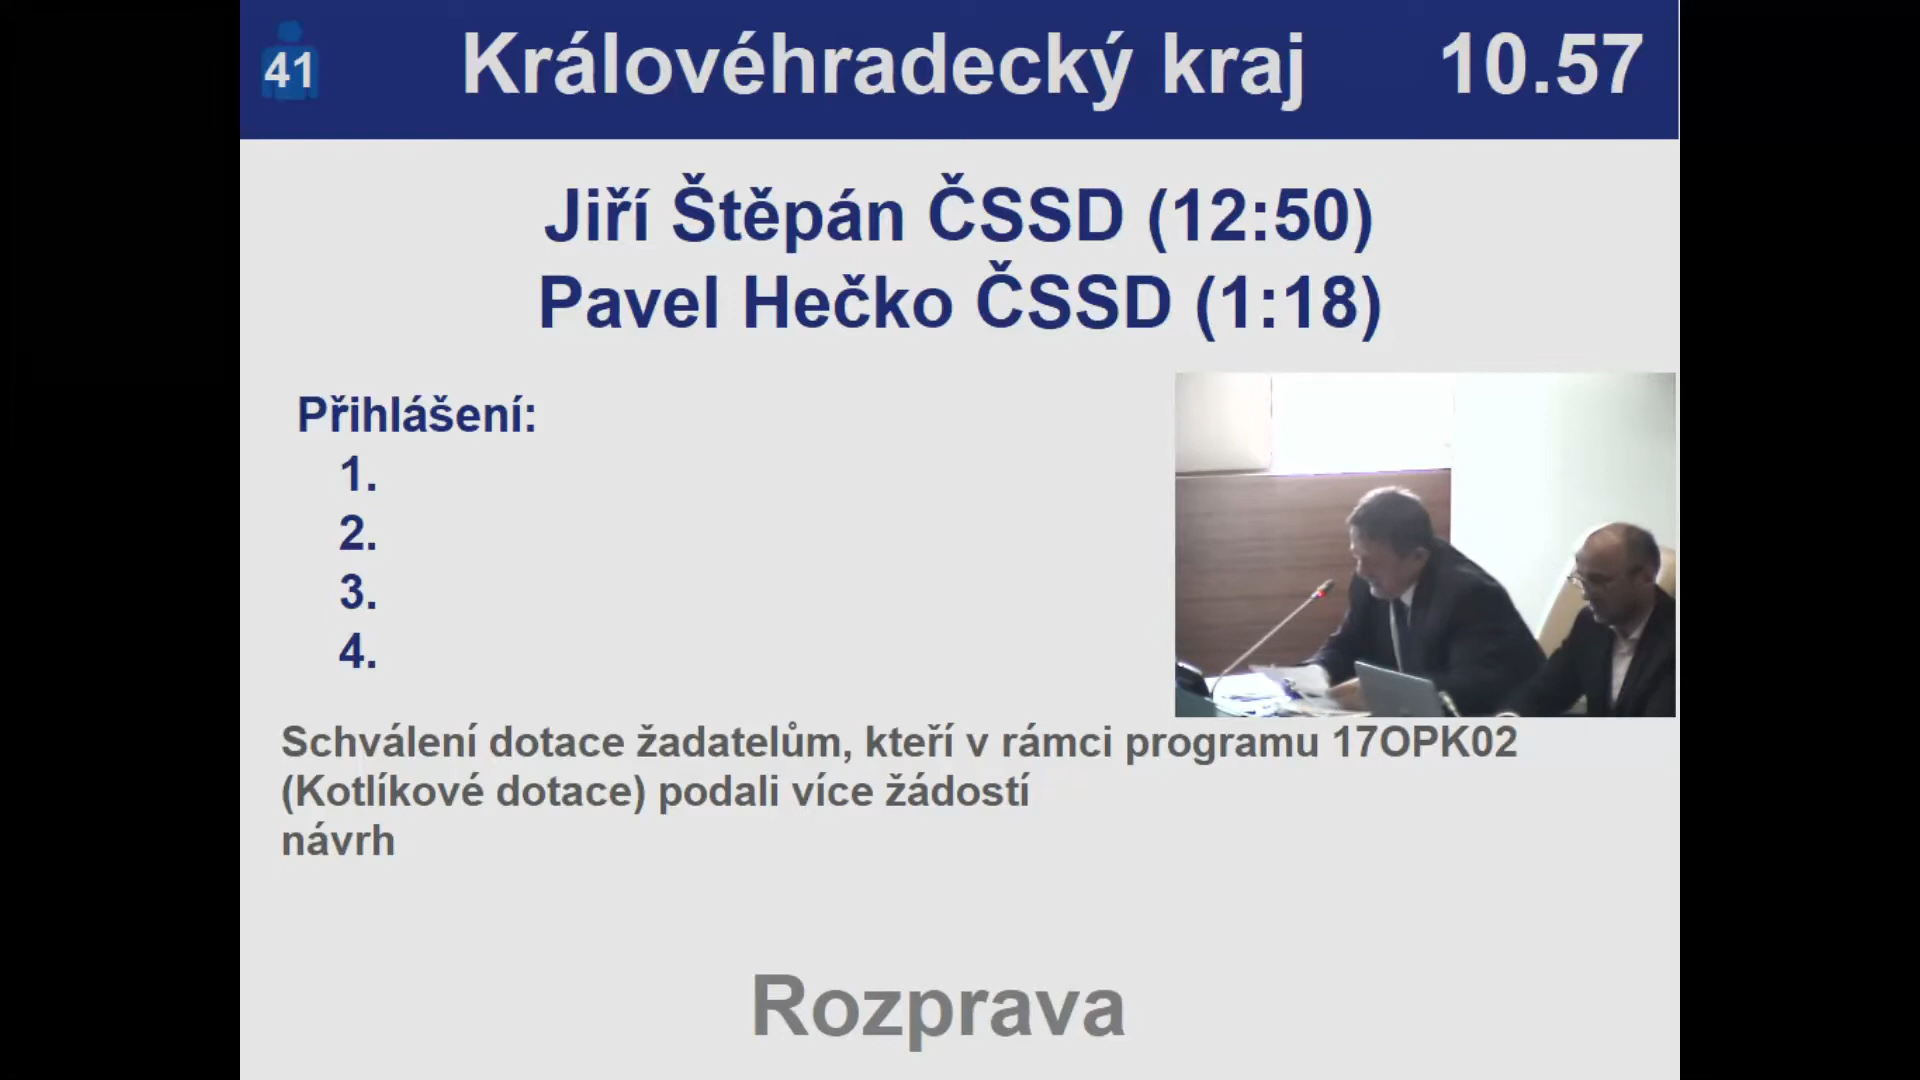 41 Královéhradecký kraj 10.57
Jiří Štěpán ČSSD (12:50)
Pavel Hečko ČSSD (1:18)
Přihlášení:
1.
2.
3.
4.
Schválení dotace žadatelům, kteří v rámci programu 17OPK02
(Kotlíkové dotace) podali více žádostí
návrh
Rozprava